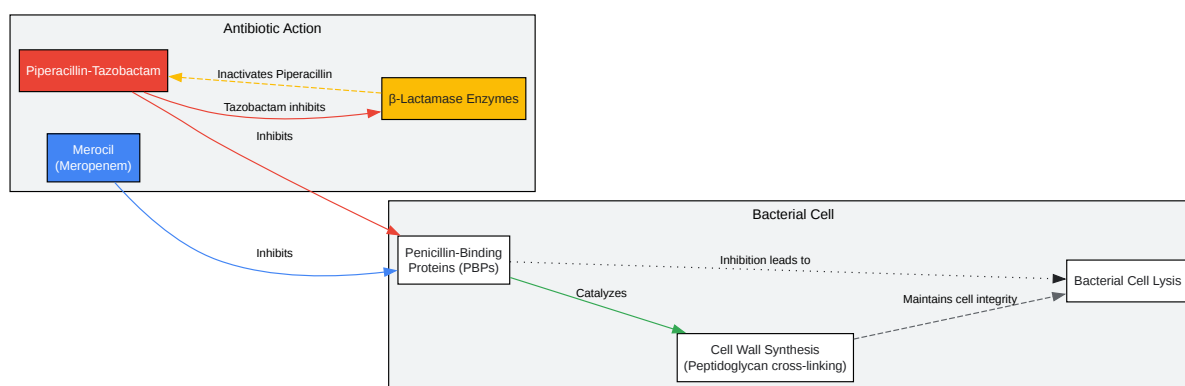 Antibiotic Action
Piperacillin-Tazobactam
Inactivates Piperacillin
β-Lactamase Enzymes
Tazobactam inhibits
Inhibits
Merocil
(Meropenem)
Bacterial Cell
Inhibits
Penicillin-Binding
Proteins (PBPs)
Inhibition leads to
Bacterial Cell Lysis
Catalyzes
Maintains cell integrity
Cell Wall Synthesis
(Peptidoglycan cross-linking)